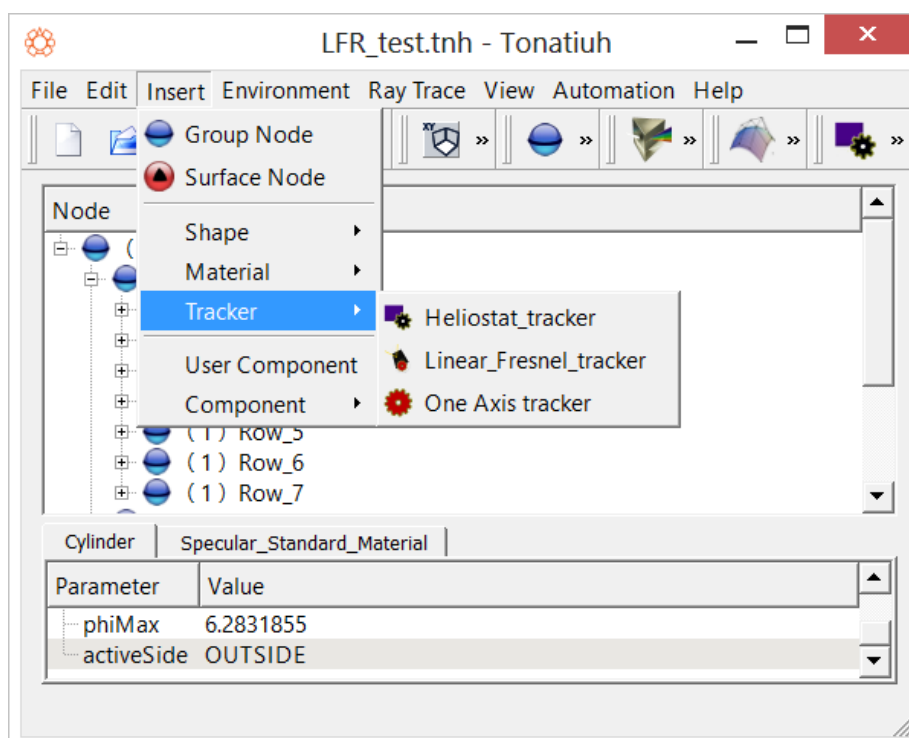 LFR_test.tnh - Tonatiuh
File Edit Insert Environment Ray Trace View Automation Help
Group Node
XY
» » » » »
Surface Node
Node
(
Shape
Material
Tracker
Heliostat_tracker
User Component
Linear_Fresnel_tracker
Component
One Axis tracker
(1) Row_5
(1) Row_6
(1) Row_7
Cylinder Specular_Standard_Material
Parameter Value
phiMax 6.2831855
activeSide OUTSIDE